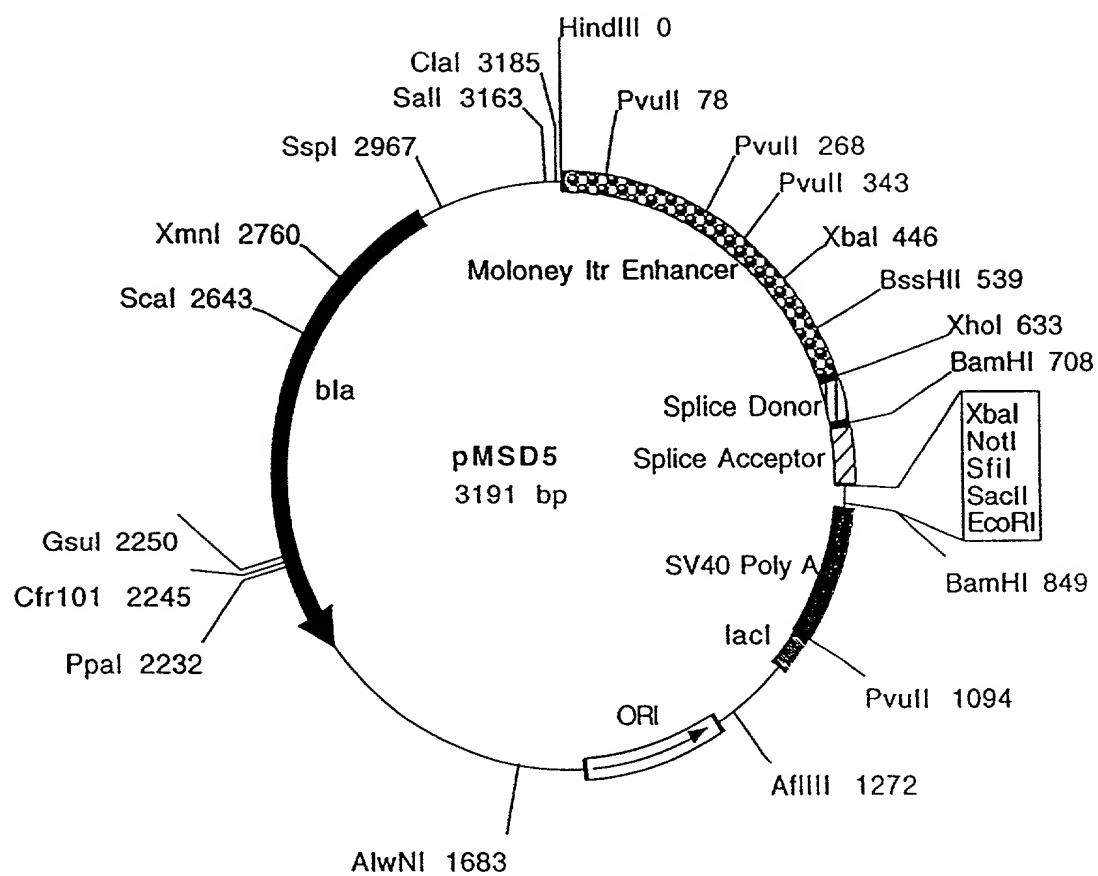 HindIII 0
ClaI 3185
SalI 3163
PvuII 78
SspI 2967
PvuII 268
PvuII 343
XmnI 2760
XbaI 446
Moloney ltr Enhancer
BssHII 539
ScaI 2643
XhoI 633
BamHI 708
bla
Splice Donor
XbaI
NotI
SfiI
SacII
EcoRI
Splice Acceptor
pMSD5
3191 bp
GsuI 2250
SV40 Poly A
BamHI 849
Cfr101 2245
lacI
PpaI 2232
PvuII 1094
ORI
AflIII 1272
AlwNI 1683